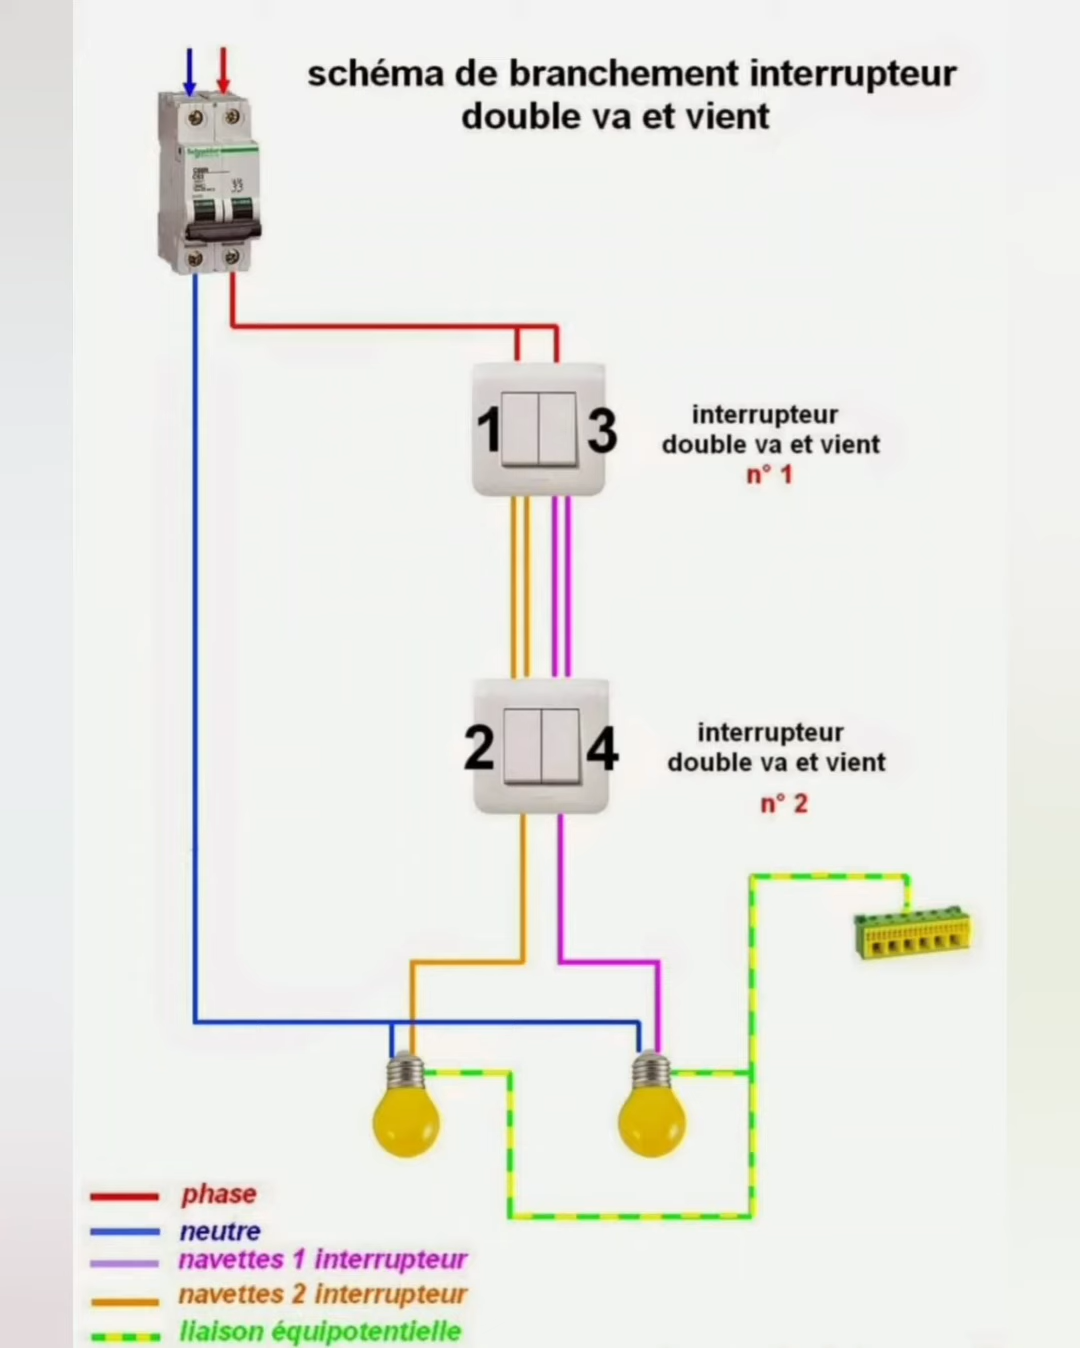 schéma de branchement interrupteur
double va et vient
Schneider
1
3
interrupteur
double va et vient
n° 1
2
4
interrupteur
double va et vient
n° 2
phase
neutre
navettes 1 interrupteur
navettes 2 interrupteur
liaison équipotentielle